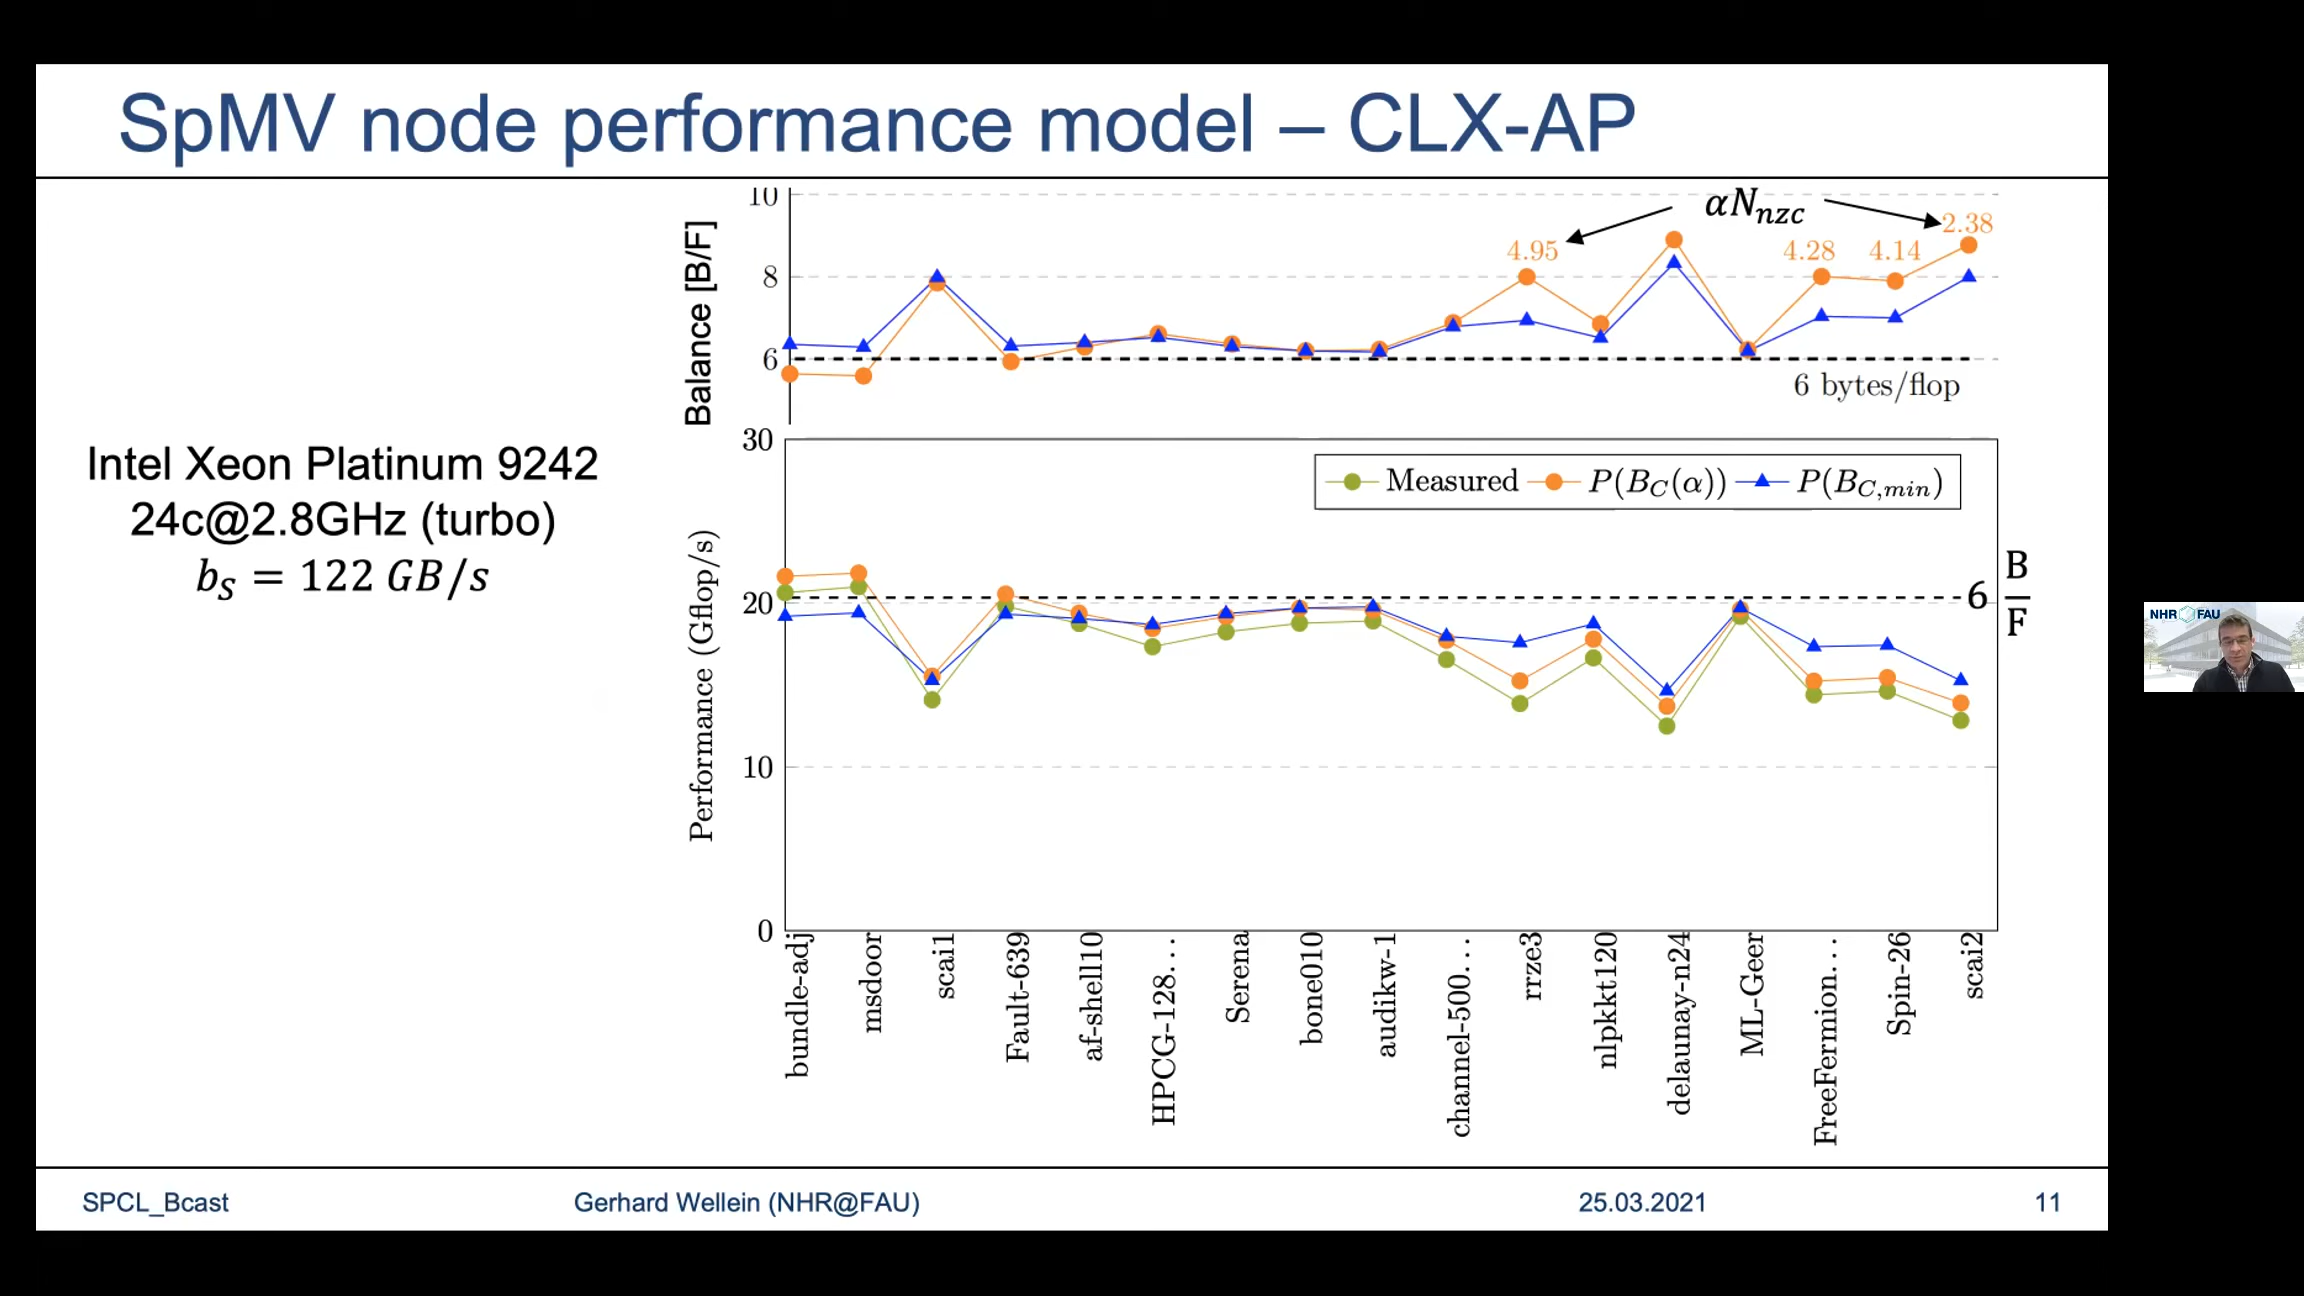 SpMV node performance model – CLX-AP
Intel Xeon Platinum 9242
24c@2.8GHz (turbo)
b_S = 122 GB/s
Balance [B/F]
10
8
6
αN_nzc
4.95
4.28
4.14
2.38
6 bytes/flop
Performance (Gflop/s)
30
20
10
0
Measured
P(B_C(α))
P(B_C,min)
6 B/F
bundle-adj
msdoor
scai1
Fault-639
af-shell10
HPCG-128...
Serena
bone010
audikw-1
channel-500...
rrze3
nlpkkt120
delaunay-n24
ML-Geer
FreeFermion...
Spin-26
scai2
SPCL_Bcast
Gerhard Wellein (NHR@FAU)
25.03.2021
11
NHR FAU